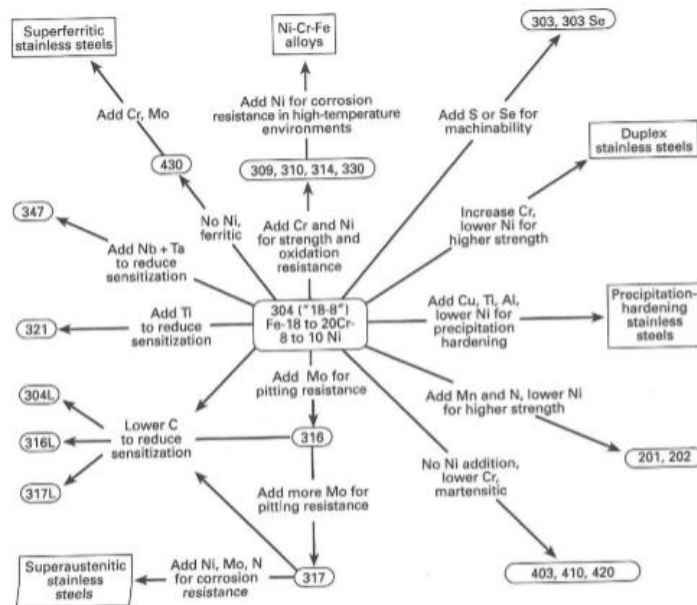 Superferritic
stainless steels
Ni-Cr-Fe
alloys
303, 303 Se
Add Cr, Mo
Add Ni for corrosion
resistance in high-temperature
environments
Add S or Se for
machinability
Duplex
stainless steels
430
309, 310, 314, 330
347
No Ni,
ferritic
Add Cr and Ni
for strength and
oxidation
resistance
Increase Cr,
lower Ni for
higher strength
Add Nb + Ta
to reduce
sensitization
321
Add Ti
to reduce
sensitization
304 ("18-8")
Fe-18 to 20Cr-
8 to 10 Ni
Add Cu, Ti, Al,
lower Ni for
precipitation
hardening
Precipitation-
hardening
stainless
steels
304L
316L
317L
Lower C
to reduce
sensitization
Add Mo for
pitting resistance
316
Add Mn and N, lower Ni
for higher strength
201, 202
Add more Mo for
pitting resistance
No Ni addition,
lower Cr,
martensitic
Superaustenitic
stainless
steels
Add Ni, Mo, N
for corrosion
resistance
317
403, 410, 420